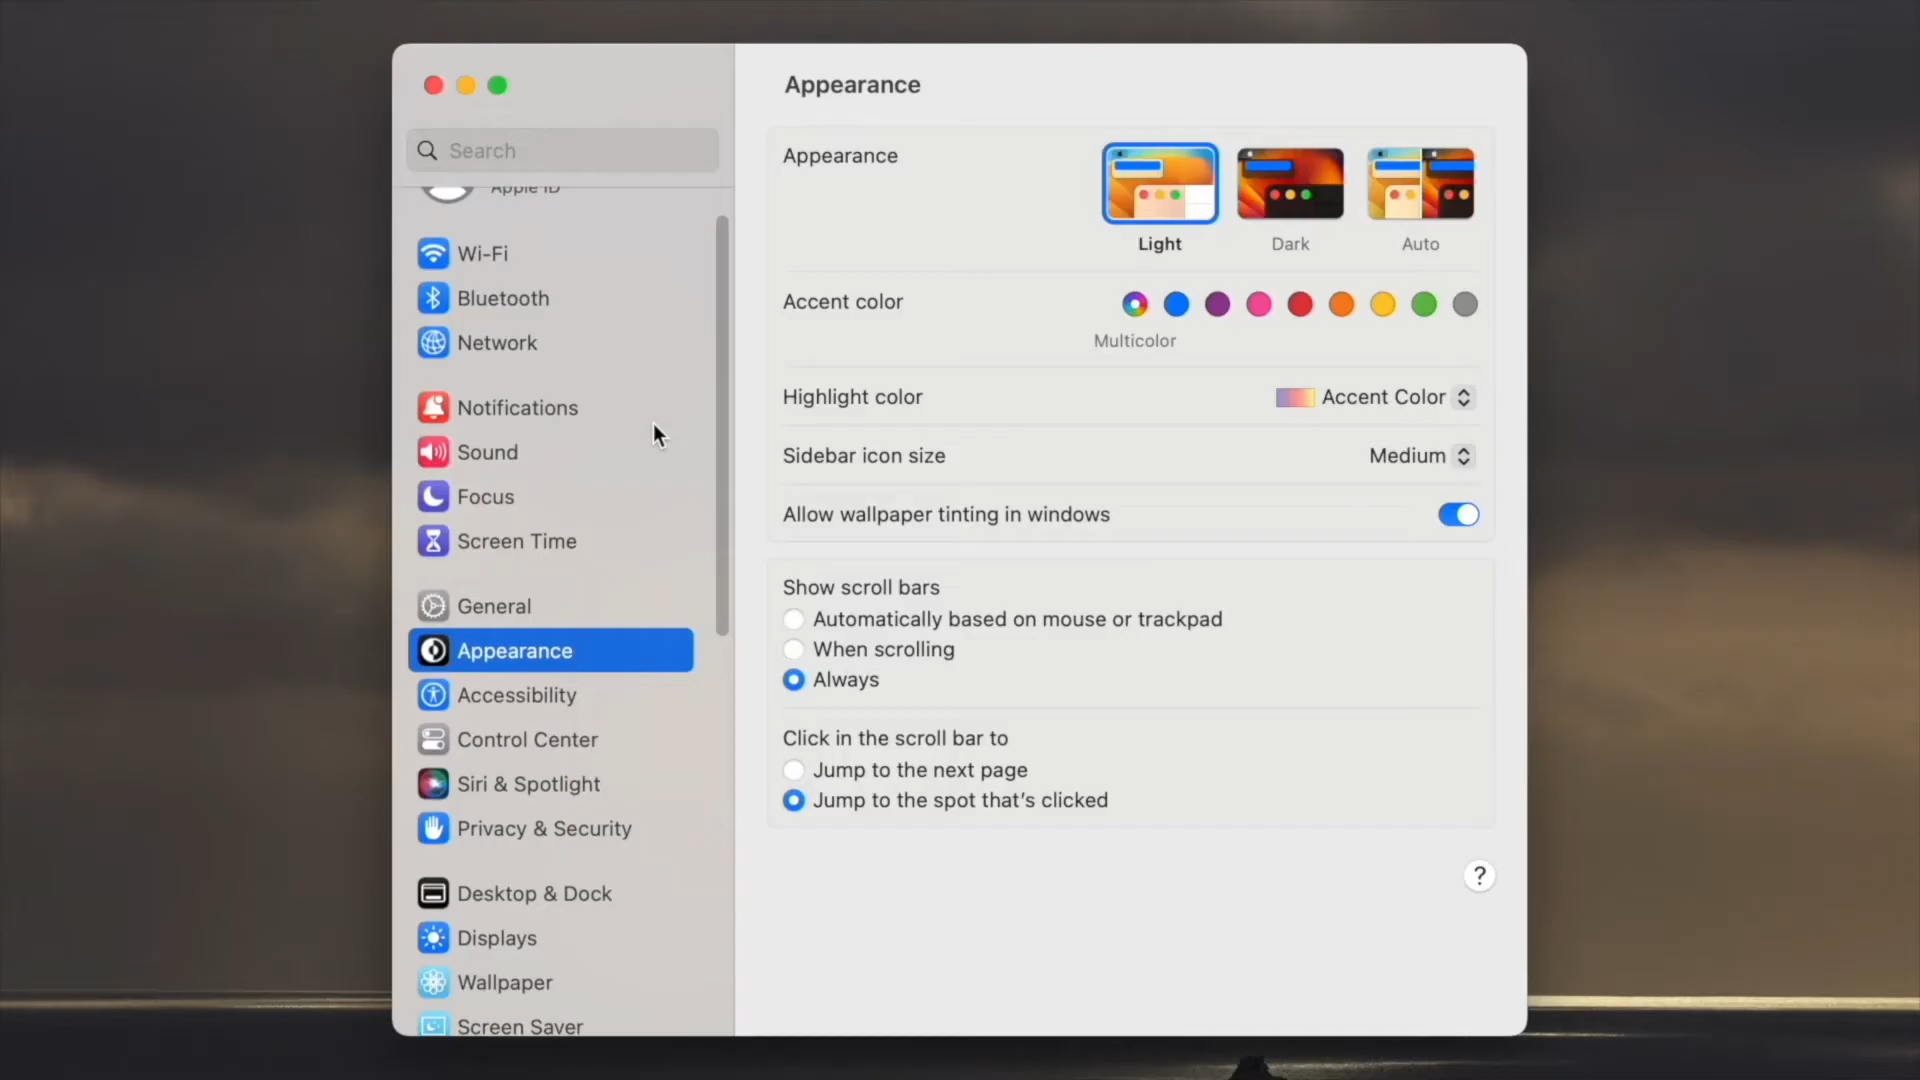 Appearance
Search
Apple ID
Wi-Fi
Bluetooth
Network
Notifications
Sound
Focus
Screen Time
General
Appearance
Accessibility
Control Center
Siri & Spotlight
Privacy & Security
Desktop & Dock
Displays
Wallpaper
Screen Saver
Appearance
Light
Dark
Auto
Accent color
Multicolor
Highlight color
Accent Color
Sidebar icon size
Medium
Allow wallpaper tinting in windows
Show scroll bars
Automatically based on mouse or trackpad
When scrolling
Always
Click in the scroll bar to
Jump to the next page
Jump to the spot that's clicked
?